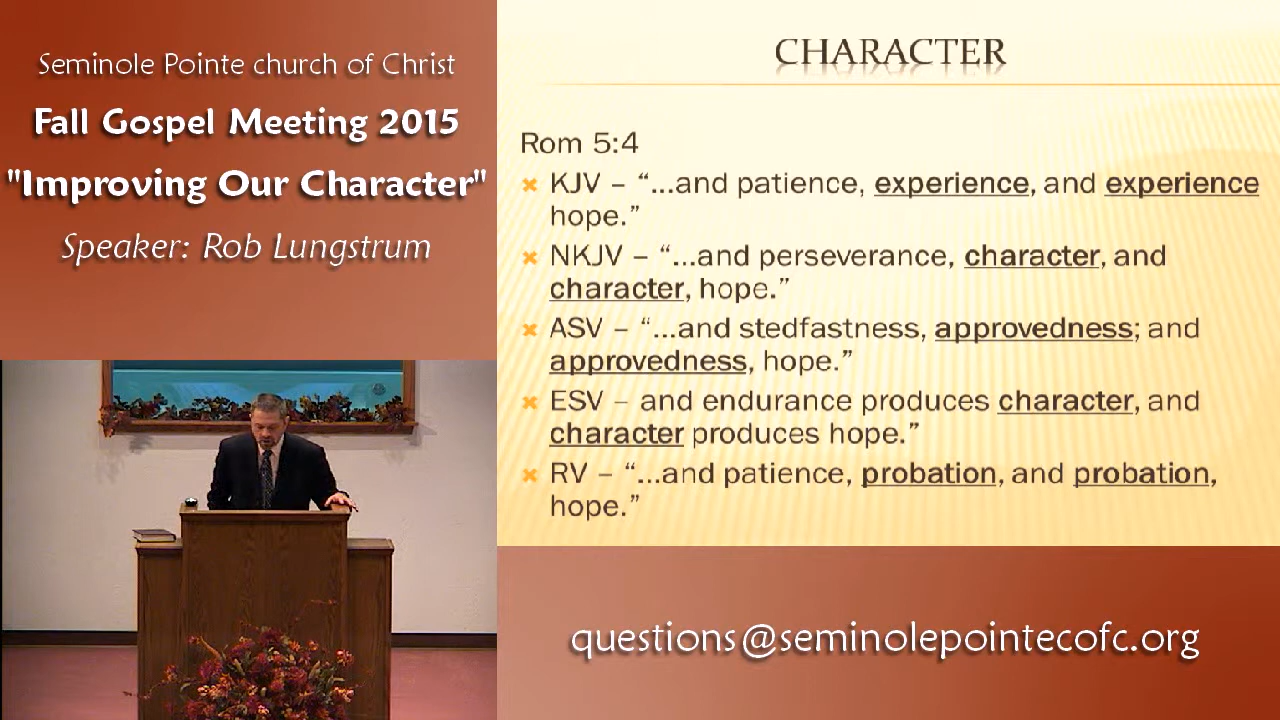 Seminole Pointe church of Christ
Fall Gospel Meeting 2015
"Improving Our Character"
Speaker: Rob Lungstrum
CHARACTER
Rom 5:4
KJV – “…and patience, experience, and experience
hope.”
NKJV – “…and perseverance, character, and
character, hope.”
ASV – “…and stedfastness, approvedness; and
approvedness, hope.”
ESV – and endurance produces character, and
character produces hope.”
RV – “…and patience, probation, and probation,
hope.”
questions@seminolepointecofc.org